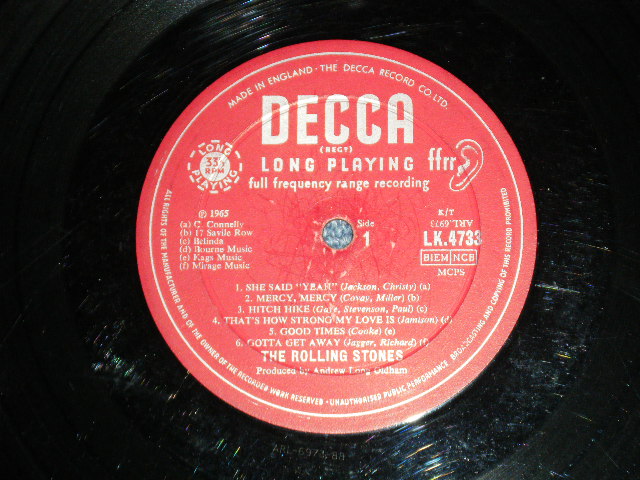 MADE IN ENGLAND · THE DECCA RECORD CO. LTD.
DECCA
(REGD)
LONG PLAYING
33⅓
RPM
LONG PLAYING
ffrr
full frequency range recording
℗ 1965
(a) C. Connelly
(b) 17 Savile Row
(c) Belinda
(d) Bourne Music
(e) Kags Music
(f) Mirage Music
Side
1
K/T
ARL.6973
LK.4733
BIEM NCB
MCPS
1. SHE SAID "YEAH" (Jackson, Christy) (a)
2. MERCY, MERCY (Covay, Miller) (b)
3. HITCH HIKE (Gaye, Stevenson, Paul) (c)
4. THAT'S HOW STRONG MY LOVE IS (Jamison) (d)
5. GOOD TIMES (Cooke) (e)
6. GOTTA GET AWAY (Jagger, Richard) (f)
THE ROLLING STONES
Produced by Andrew Loog Oldham
ALL RIGHTS OF THE MANUFACTURER AND OF THE OWNER OF THE RECORDED WORK RESERVED · UNAUTHORISED PUBLIC PERFORMANCE, BROADCASTING AND COPYING OF THIS RECORD PROHIBITED